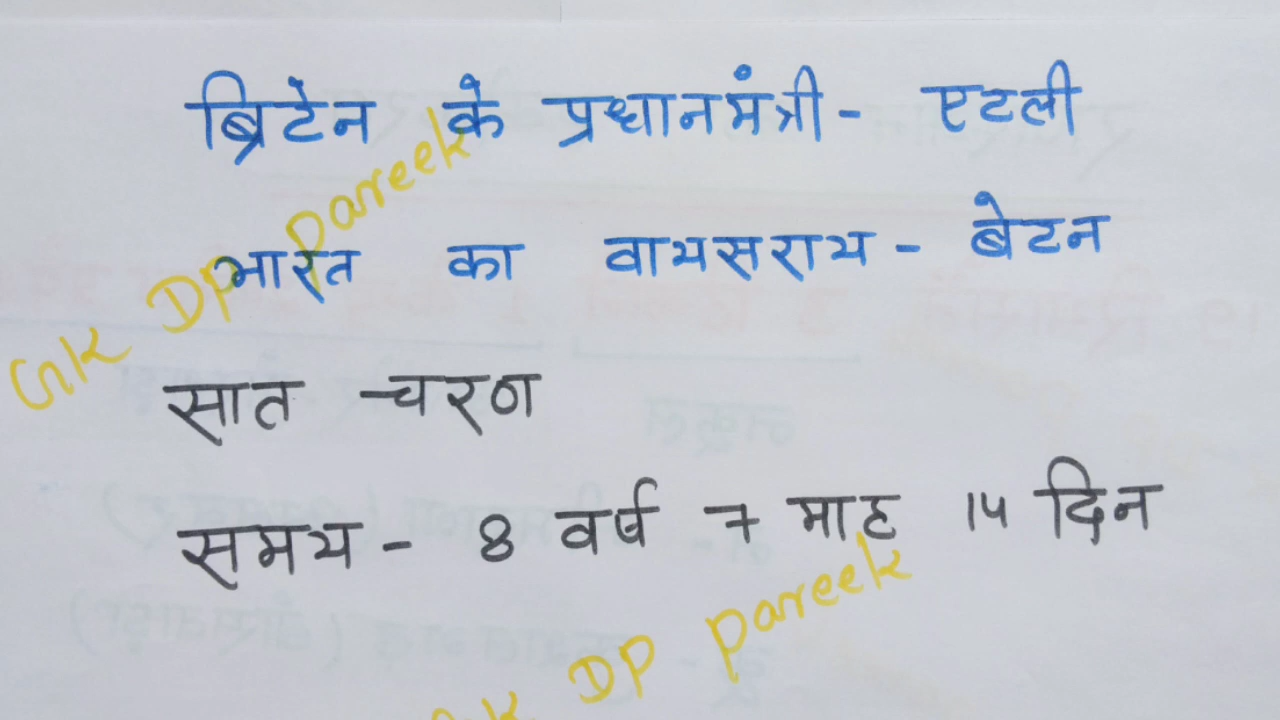 ब्रिटेन के प्रधानमंत्री - एटली
भारत का वायसराय - बेटन
सात चरण
समय - 8 वर्ष 7 माह 14 दिन
GK DP Pareek
GK DP Pareek